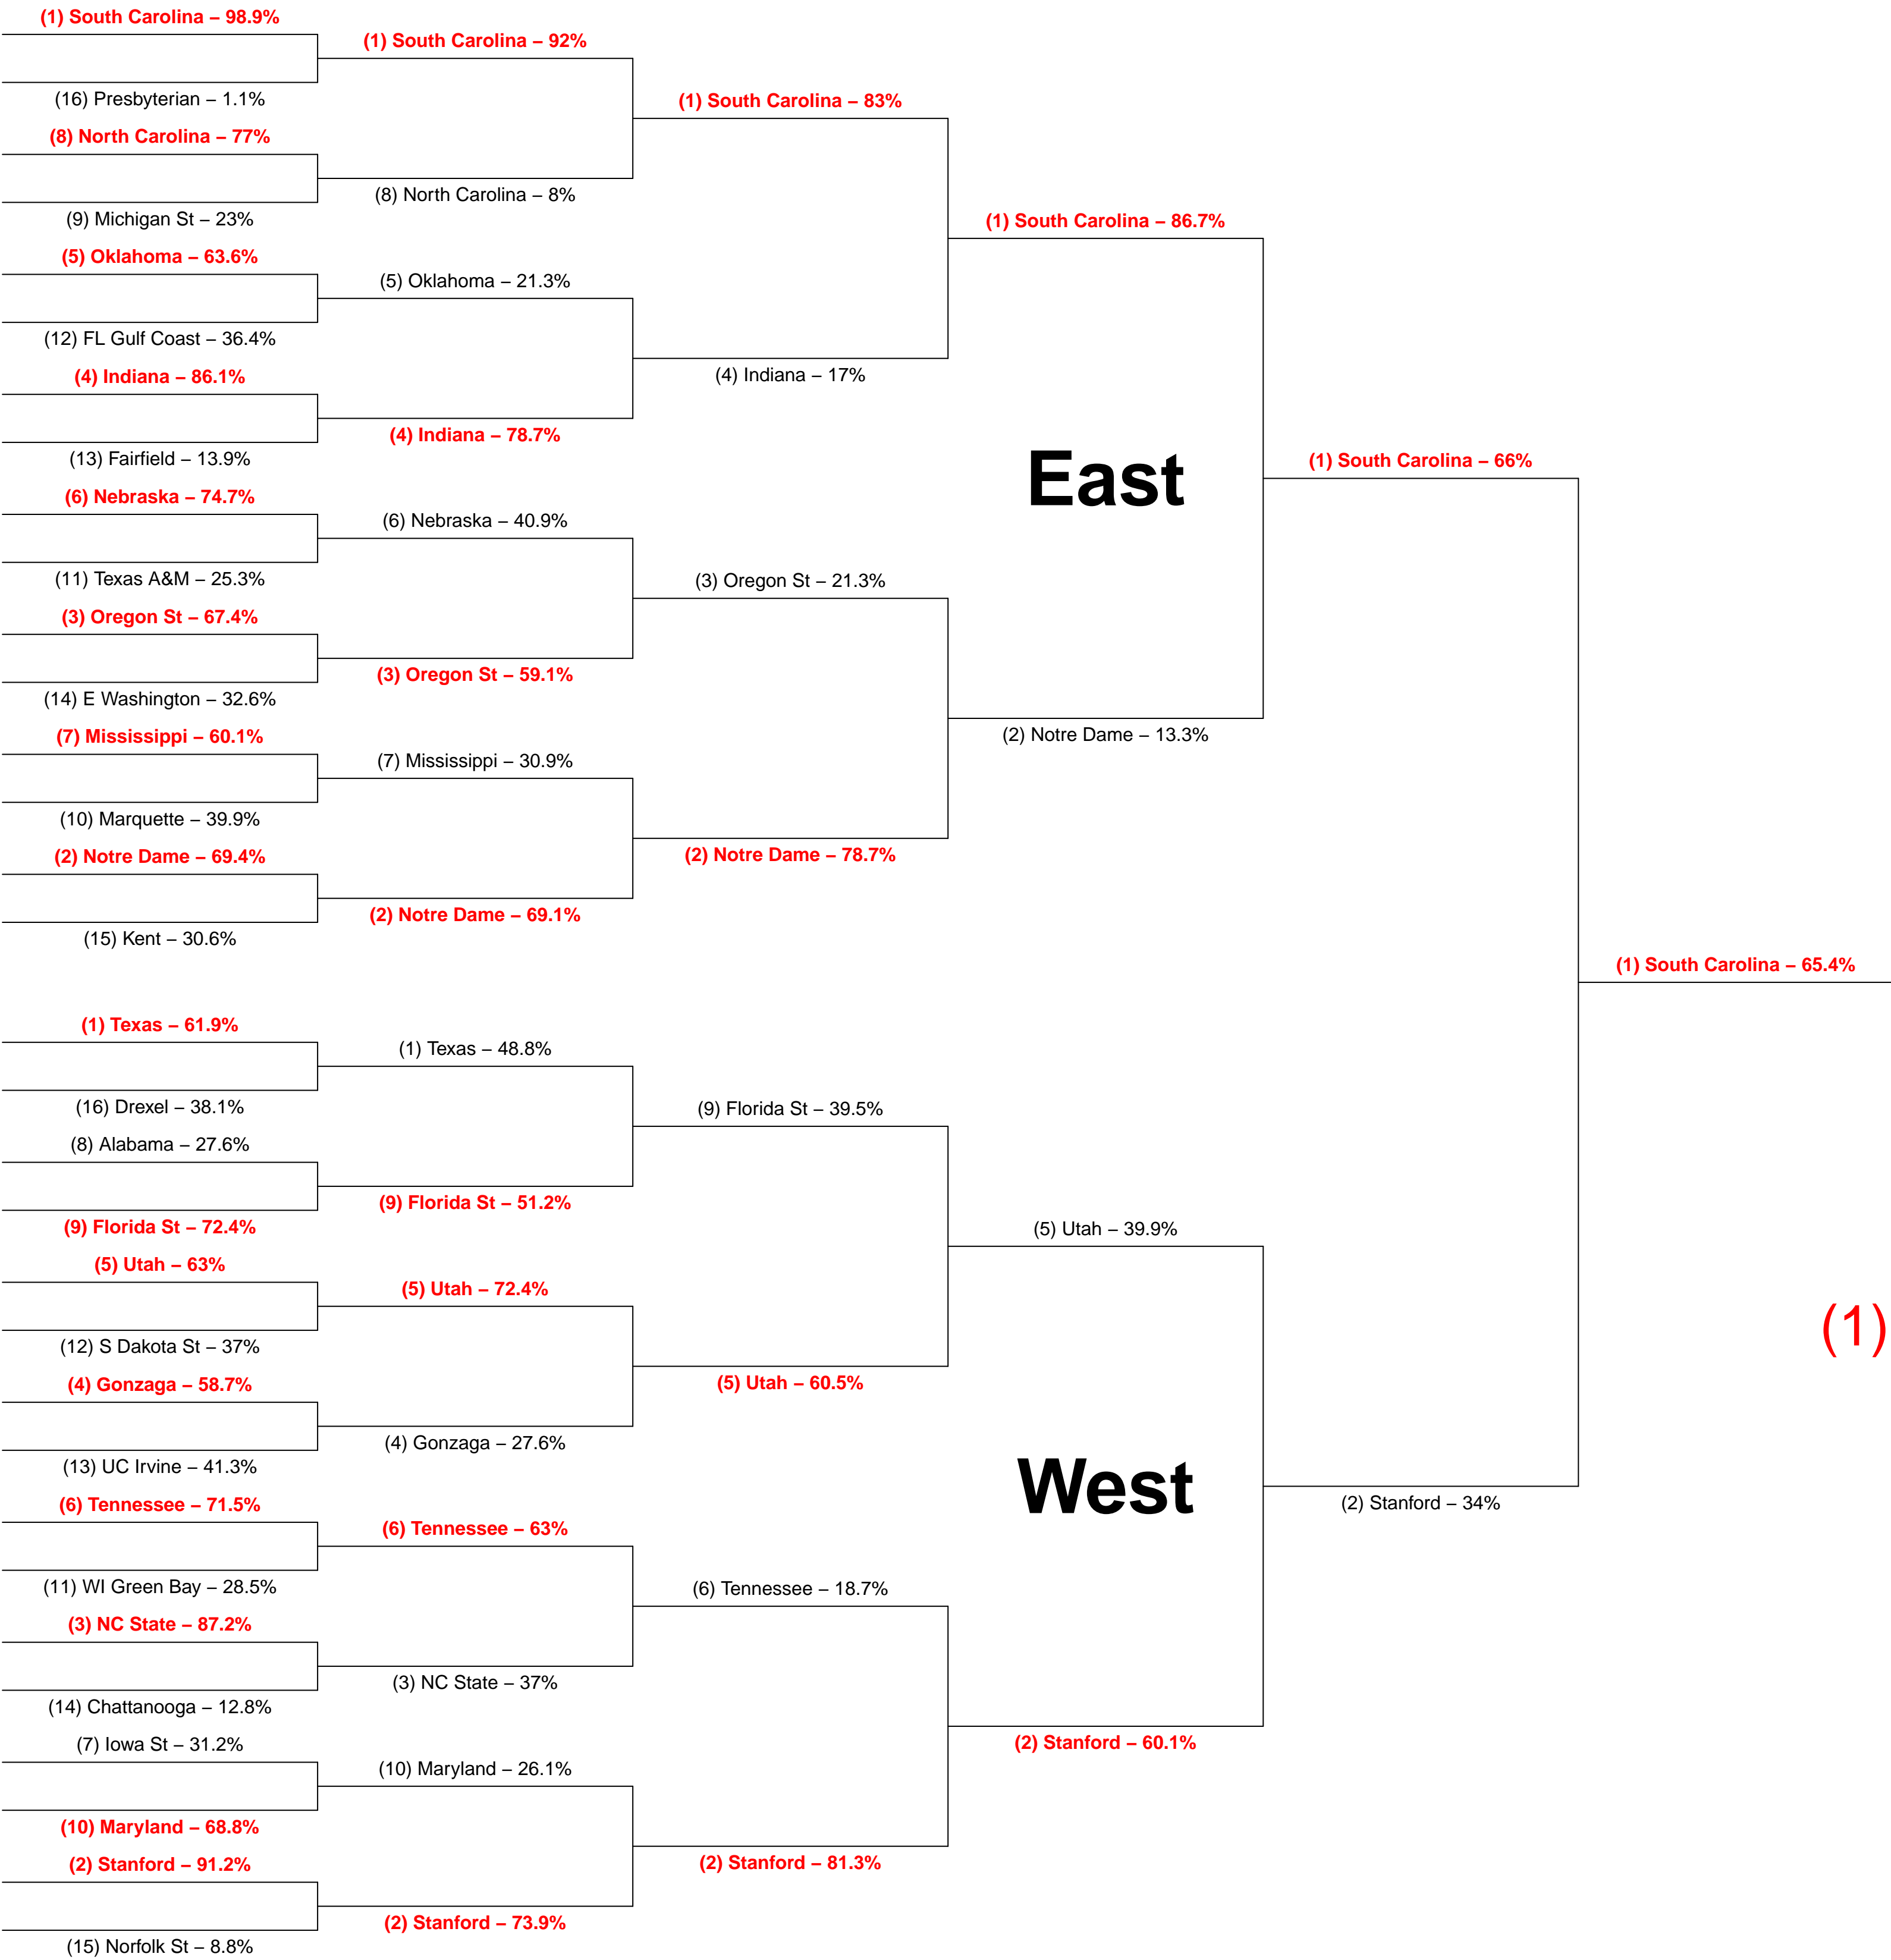 (1) South Carolina – 98.9%
(16) Presbyterian – 1.1%
(8) North Carolina – 77%
(9) Michigan St – 23%
(5) Oklahoma – 63.6%
(12) FL Gulf Coast – 36.4%
(4) Indiana – 86.1%
(13) Fairfield – 13.9%
(6) Nebraska – 74.7%
(11) Texas A&M – 25.3%
(3) Oregon St – 67.4%
(14) E Washington – 32.6%
(7) Mississippi – 60.1%
(10) Marquette – 39.9%
(2) Notre Dame – 69.4%
(15) Kent – 30.6%
(1) Texas – 61.9%
(16) Drexel – 38.1%
(8) Alabama – 27.6%
(9) Florida St – 72.4%
(5) Utah – 63%
(12) S Dakota St – 37%
(4) Gonzaga – 58.7%
(13) UC Irvine – 41.3%
(6) Tennessee – 71.5%
(11) WI Green Bay – 28.5%
(3) NC State – 87.2%
(14) Chattanooga – 12.8%
(7) Iowa St – 31.2%
(10) Maryland – 68.8%
(2) Stanford – 91.2%
(15) Norfolk St – 8.8%
(1) South Carolina – 92%
(8) North Carolina – 8%
(5) Oklahoma – 21.3%
(4) Indiana – 78.7%
(6) Nebraska – 40.9%
(3) Oregon St – 59.1%
(7) Mississippi – 30.9%
(2) Notre Dame – 69.1%
(1) Texas – 48.8%
(9) Florida St – 51.2%
(5) Utah – 72.4%
(4) Gonzaga – 27.6%
(6) Tennessee – 63%
(3) NC State – 37%
(10) Maryland – 26.1%
(2) Stanford – 73.9%
(1) South Carolina – 83%
(4) Indiana – 17%
(3) Oregon St – 21.3%
(2) Notre Dame – 78.7%
(9) Florida St – 39.5%
(5) Utah – 60.5%
(6) Tennessee – 18.7%
(2) Stanford – 81.3%
(1) South Carolina – 86.7%
East
(2) Notre Dame – 13.3%
(5) Utah – 39.9%
West
(2) Stanford – 60.1%
(1) South Carolina – 66%
(2) Stanford – 34%
(1) South Carolina – 65.4%
(1)